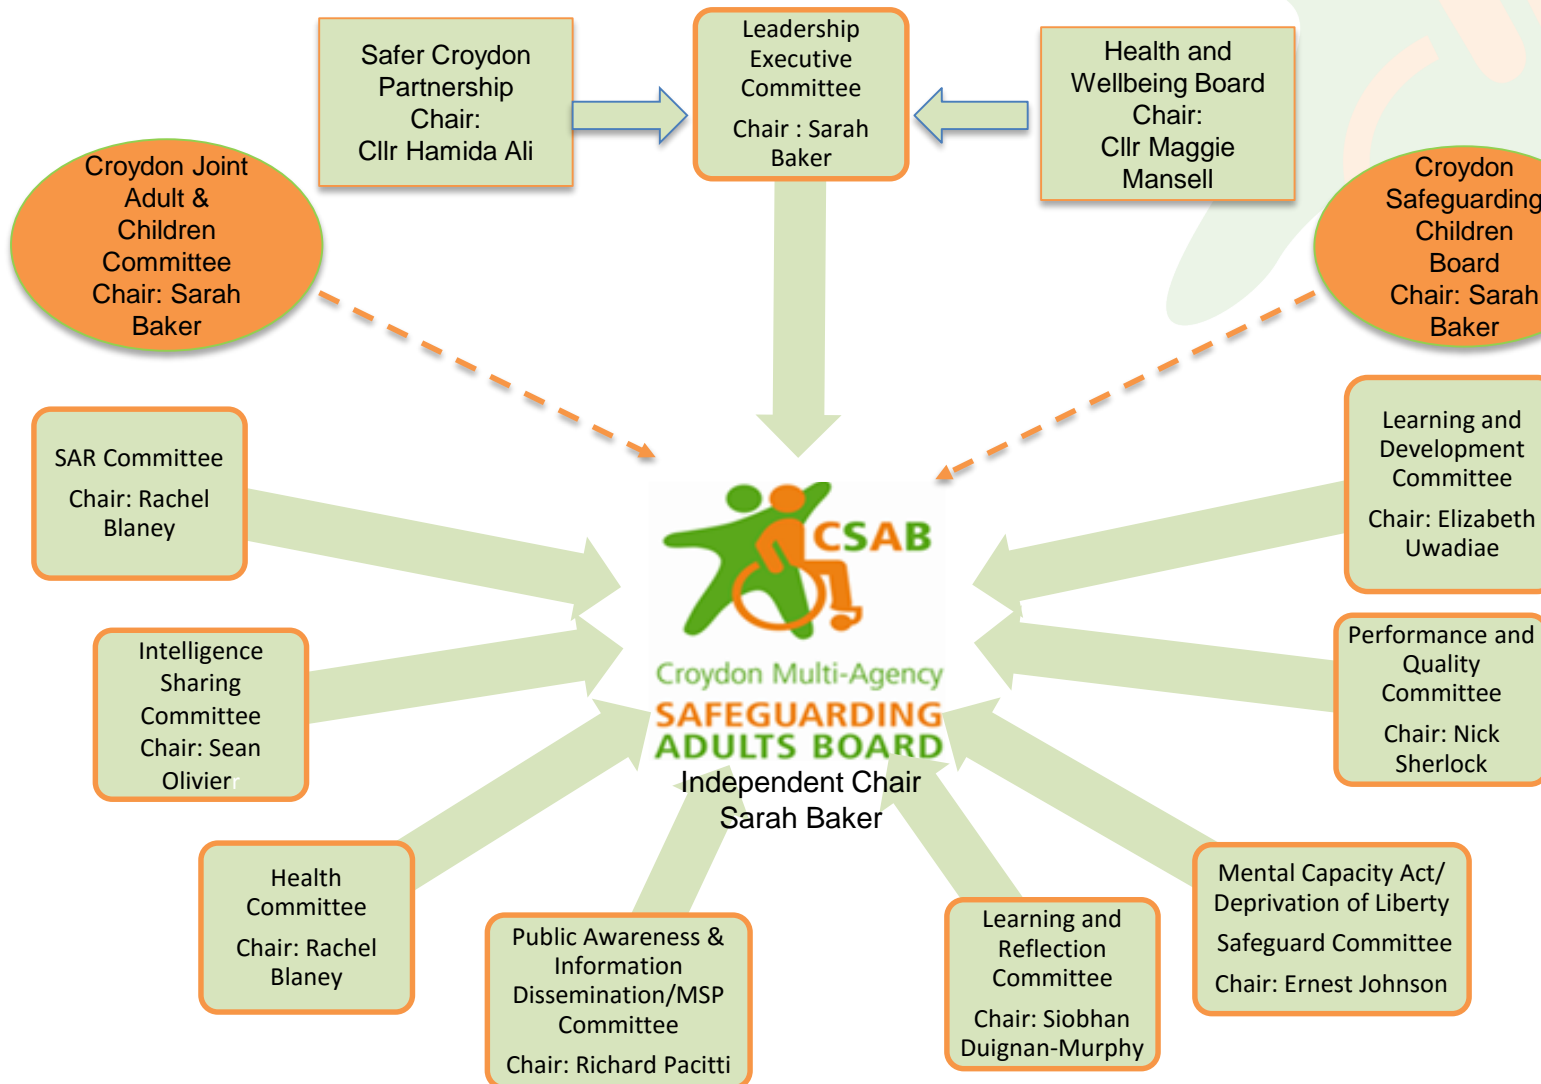 Safer Croydon
Partnership
Chair:
Cllr Hamida Ali
Leadership
Executive
Committee
Chair : Sarah
Baker
Health and
Wellbeing Board
Chair:
Cllr Maggie
Mansell
Croydon Joint
Adult &
Children
Committee
Chair: Sarah
Baker
Croydon
Safeguarding
Children
Board
Chair: Sarah
Baker
SAR Committee
Chair: Rachel
Blaney
Learning and
Development
Committee
Chair: Elizabeth
Uwadiae
CSAB
Croydon Multi-Agency
SAFEGUARDING
ADULTS BOARD
Independent Chair
Sarah Baker
Intelligence
Sharing
Committee
Chair: Sean
Olivierr
Performance and
Quality
Committee
Chair: Nick
Sherlock
Health
Committee
Chair: Rachel
Blaney
Public Awareness &
Information
Dissemination/MSP
Committee
Chair: Richard Pacitti
Learning and
Reflection
Committee
Chair: Siobhan
Duignan-Murphy
Mental Capacity Act/
Deprivation of Liberty
Safeguard Committee
Chair: Ernest Johnson